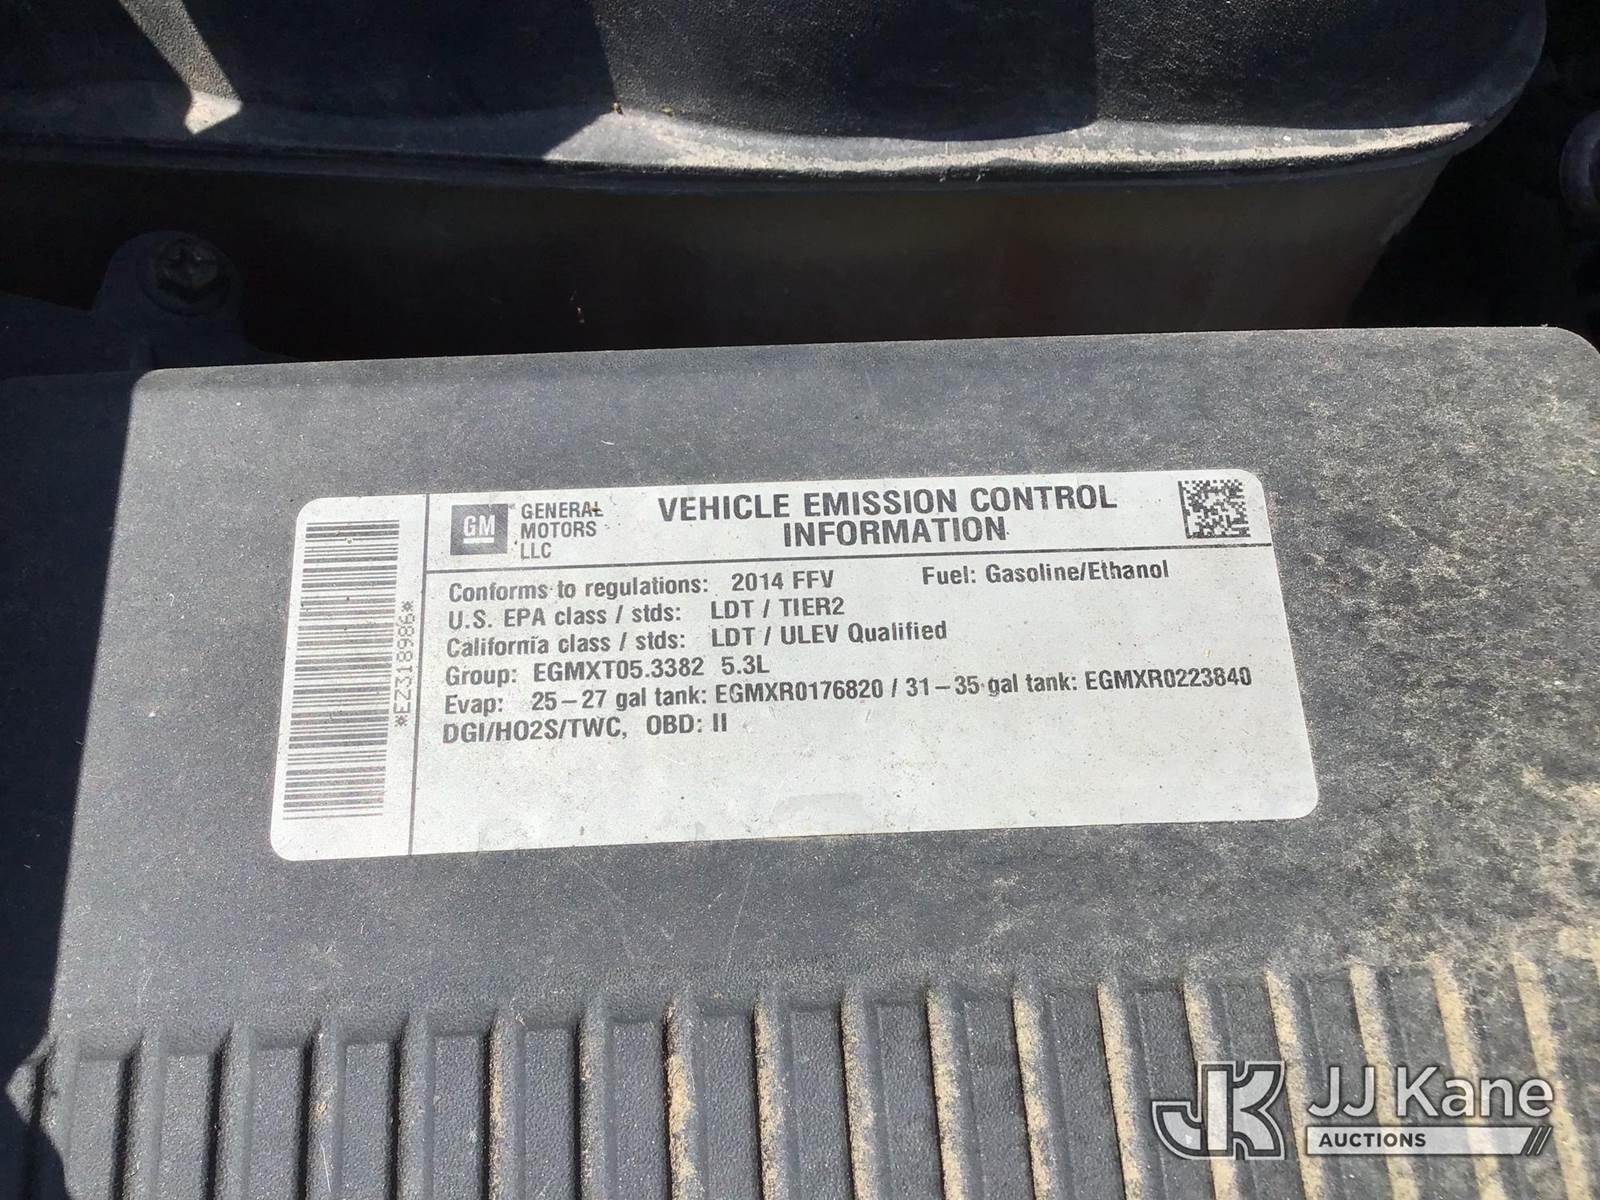 GM GENERAL MOTORS LLC
VEHICLE EMISSION CONTROL
INFORMATION
Conforms to regulations: 2014 FFV Fuel: Gasoline/Ethanol
U.S. EPA class / stds: LDT / TIER2
California class / stds: LDT / ULEV Qualified
Group: EGMXT05.3382 5.3L
Evap: 25-27 gal tank: EGMXR0176820 / 31-35 gal tank: EGMXR0223840
DGI/HO2S/TWC, OBD: II
*EZ318986*
JK JJ Kane
AUCTIONS